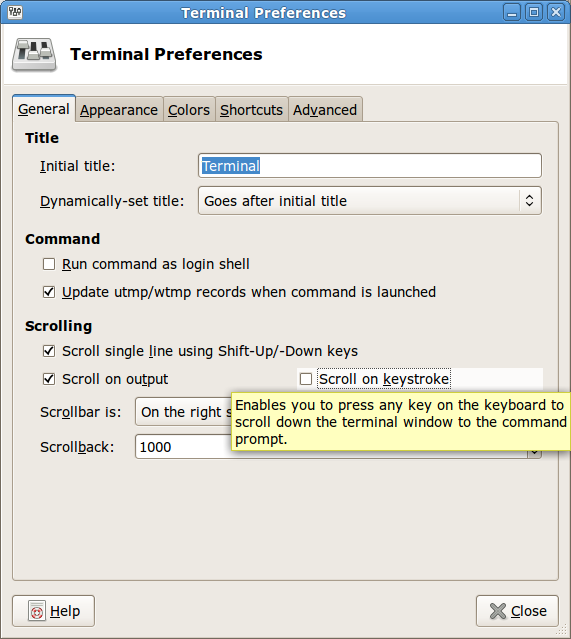 Terminal Preferences
Terminal Preferences
General Appearance Colors Shortcuts Advanced
Title
Initial title: Terminal
Dynamically-set title: Goes after initial title
Command
Run command as login shell
Update utmp/wtmp records when command is launched
Scrolling
Scroll single line using Shift-Up/-Down keys
Scroll on output Scroll on keystroke
Scrollbar is: On the right
Enables you to press any key on the keyboard to
scroll down the terminal window to the command
prompt.
Scrollback: 1000
Help Close